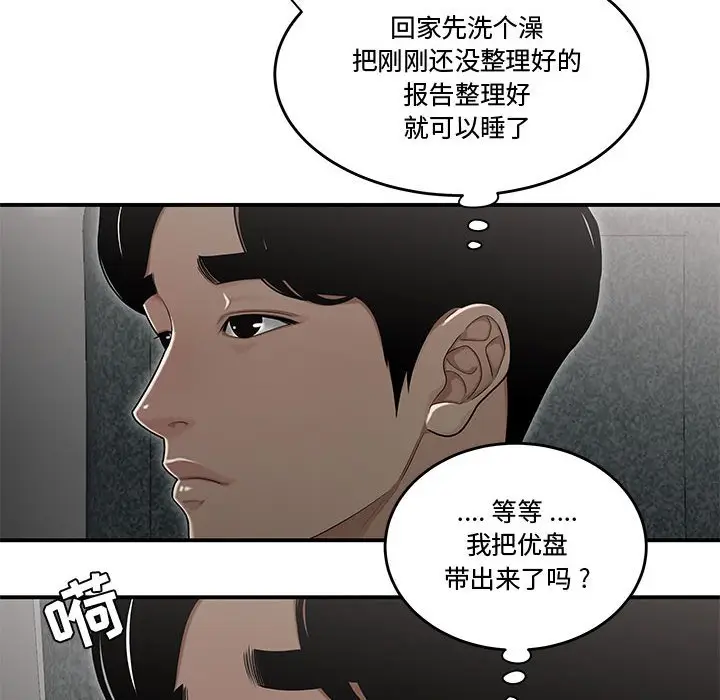 回家先洗个澡
把刚刚还没整理好的
报告整理好
就可以睡了
.... 等等 ....
我把优盘
带出来了吗？
嗬